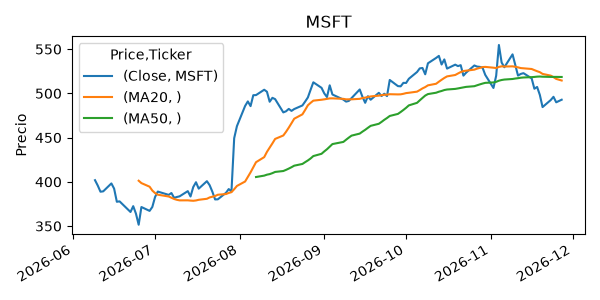 MSFT
Price,Ticker
(Close, MSFT)
(MA20, )
(MA50, )
Precio
550
500
450
400
350
2026-06
2026-07
2026-08
2026-09
2026-10
2026-11
2026-12